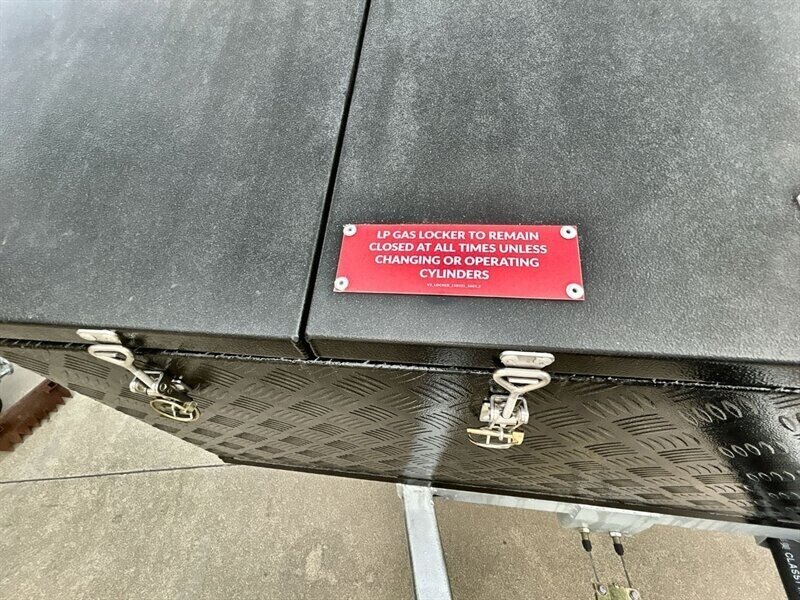 LP GAS LOCKER TO REMAIN
CLOSED AT ALL TIMES UNLESS
CHANGING OR OPERATING
CYLINDERS